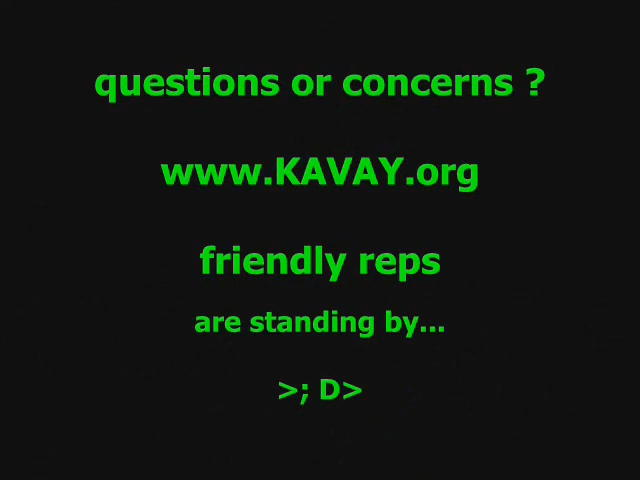 questions or concerns ?
www.KAVAY.org
friendly reps
are standing by...
>; D>